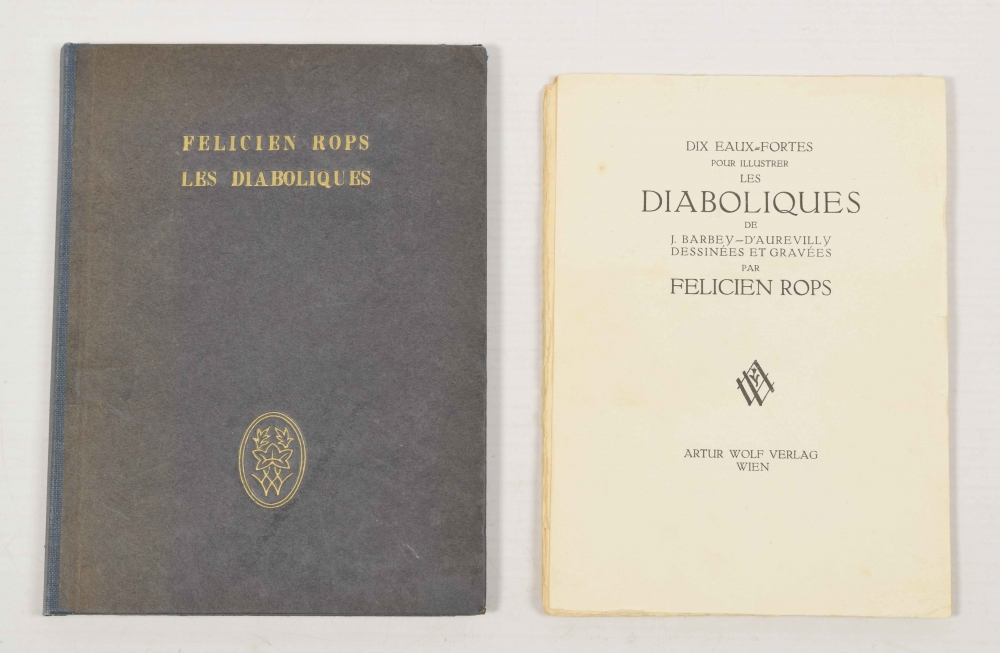 FELICIEN ROPS
LES DIABOLIQUES
DIX EAUX=FORTES
POUR ILLUSTRER
LES
DIABOLIQUES
DE
J. BARBEY—D'AUREVILLY
DESSINÉES ET GRAVÉES
PAR
FELICIEN ROPS
ARTUR WOLF VERLAG
WIEN